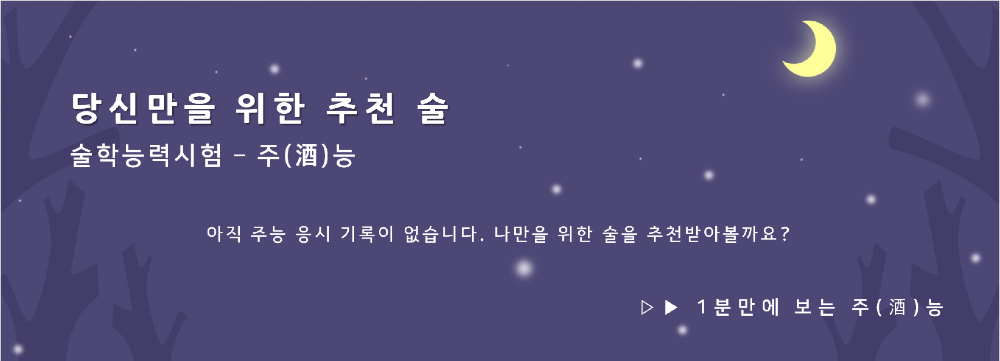 당신만을 위한 추천 술
술학능력시험 - 주(酒)능
아직 주능 응시 기록이 없습니다. 나만을 위한 술을 추천받아볼까요?
▷▶ 1분만에 보는 주(酒)능